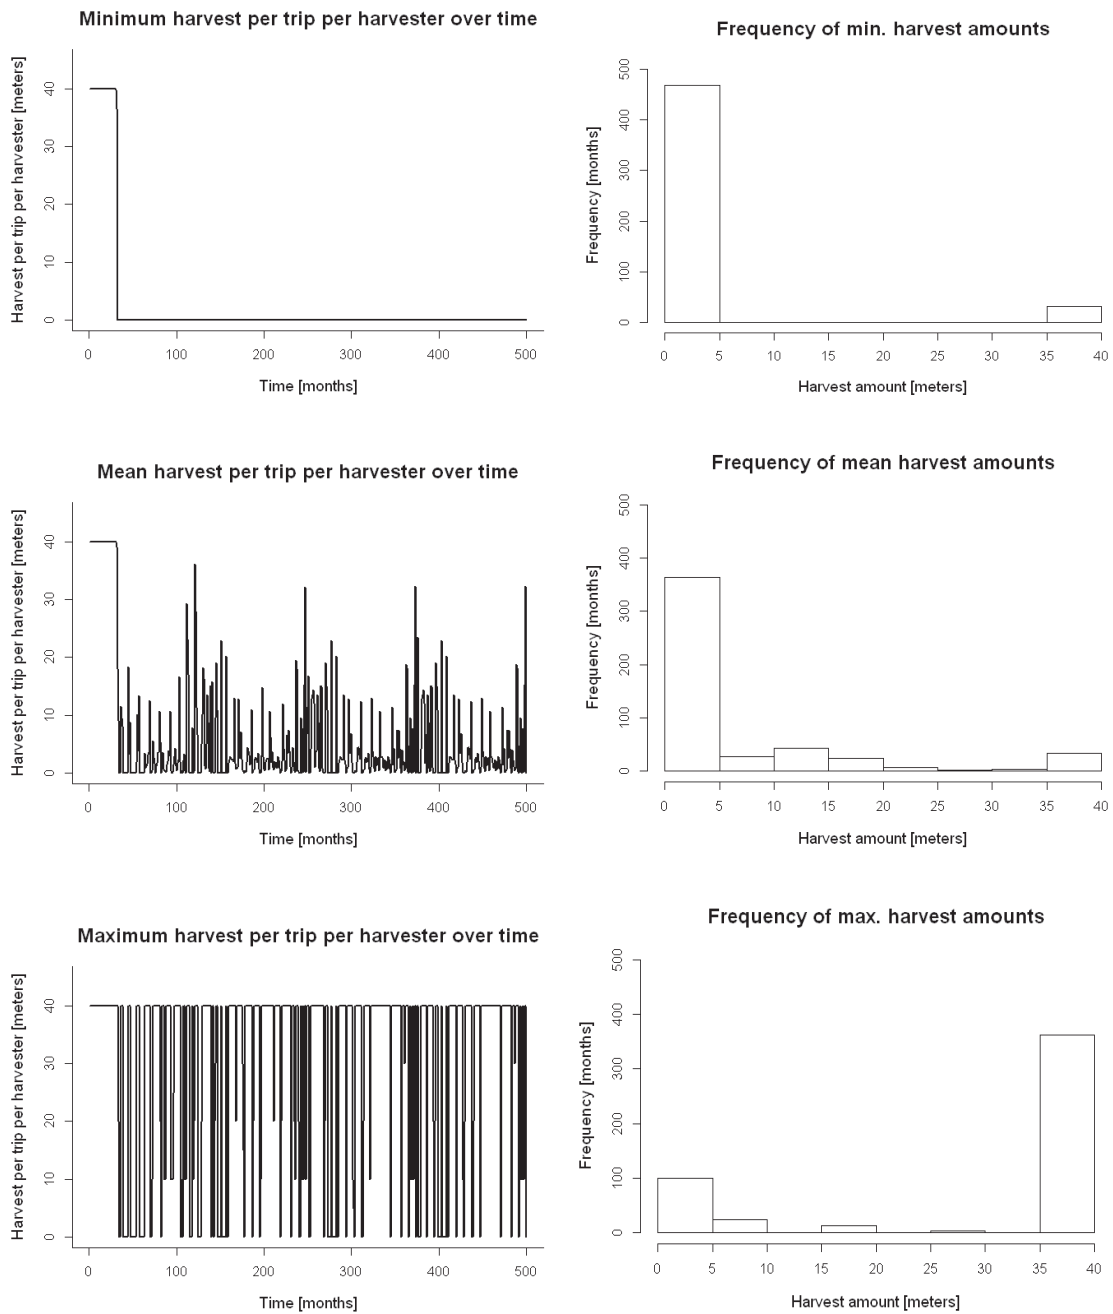 Minimum harvest per trip per harvester over time
Harvest per trip per harvester [meters]
40
30
20
10
0
0 100 200 300 400 500
Time [months]
Frequency of min. harvest amounts
Frequency [months]
500
400
300
200
100
0
0 5 10 15 20 25 30 35 40
Harvest amount [meters]
Mean harvest per trip per harvester over time
Harvest per trip per harvester [meters]
40
30
20
10
0
0 100 200 300 400 500
Time [months]
Frequency of mean harvest amounts
Frequency [months]
500
400
300
200
100
0
0 5 10 15 20 25 30 35 40
Harvest amount [meters]
Maximum harvest per trip per harvester over time
Harvest per trip per harvester [meters]
40
30
20
10
0
0 100 200 300 400 500
Time [months]
Frequency of max. harvest amounts
Frequency [months]
500
400
300
200
100
0
0 5 10 15 20 25 30 35 40
Harvest amount [meters]